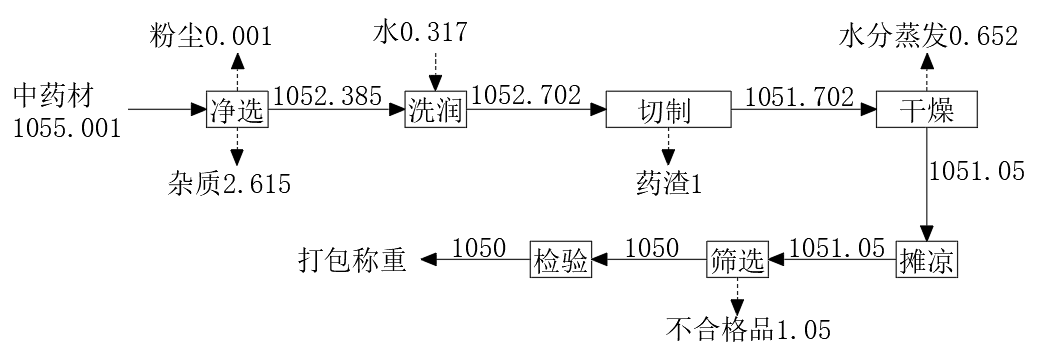 粉尘0.001
水0.317
水分蒸发0.652
中药材
1055.001
净选
1052.385
洗润
1052.702
切制
1051.702
干燥
杂质2.615
药渣1
1051.05
打包称重
1050
检验
1050
筛选
1051.05
摊凉
不合格品1.05